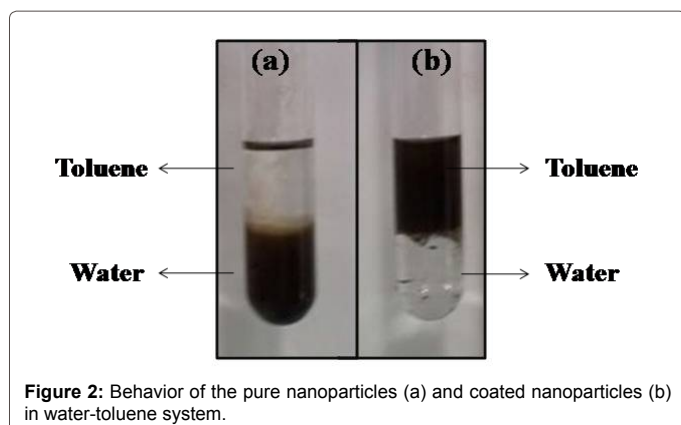 (a) (b)
Toluene Toluene
Water Water
Figure 2: Behavior of the pure nanoparticles (a) and coated nanoparticles (b)
in water-toluene system.